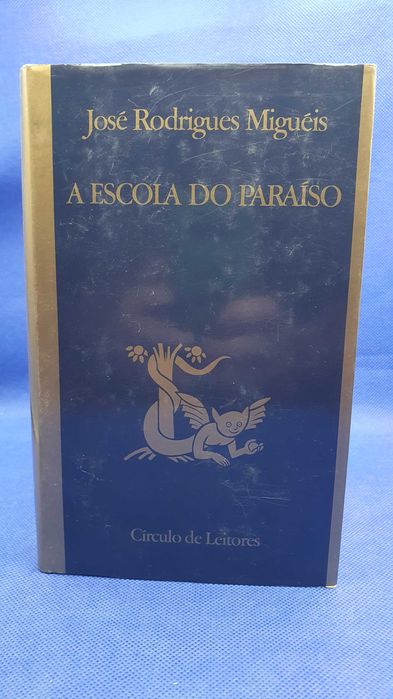 José Rodrigues Miguéis
A ESCOLA DO PARAÍSO
Círculo de Leitores